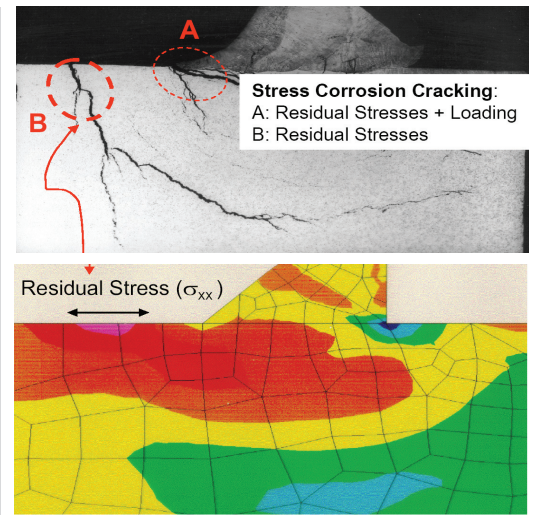 A
B
Stress Corrosion Cracking:
A: Residual Stresses + Loading
B: Residual Stresses
Residual Stress (σxx)